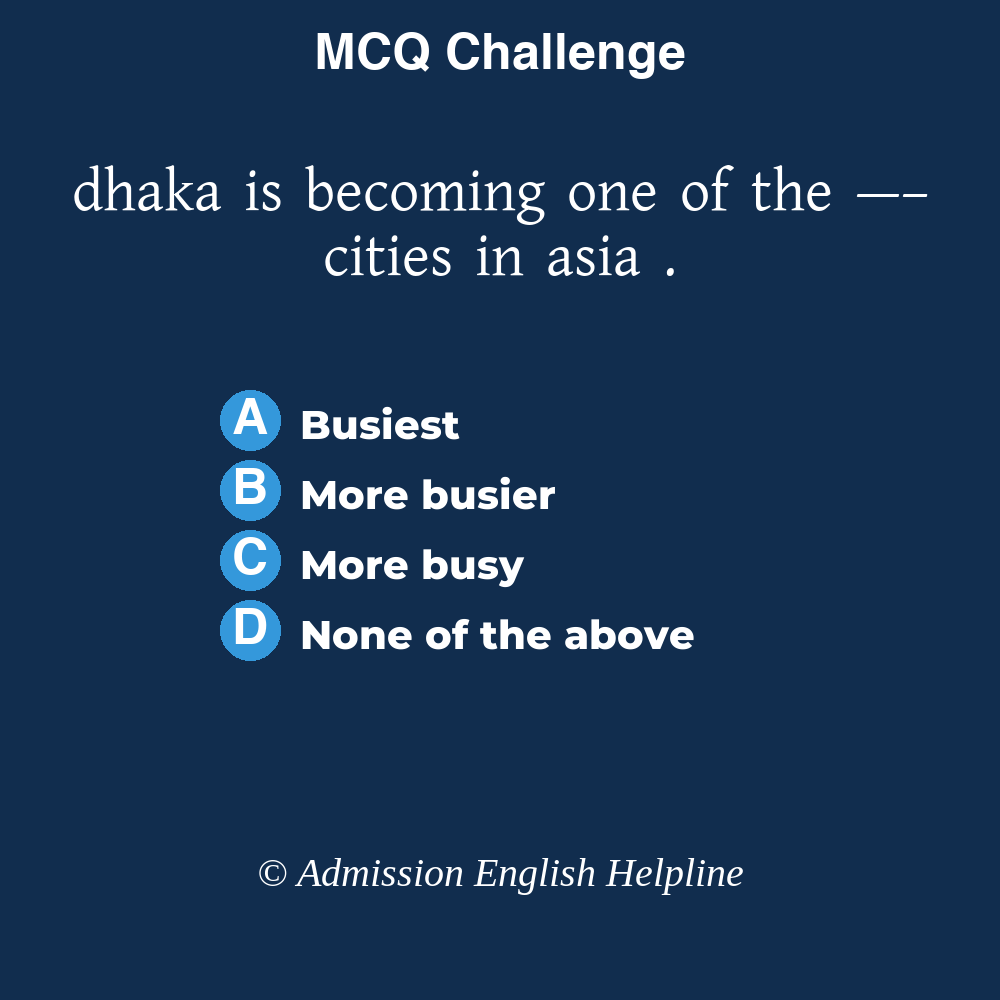 MCQ Challenge
dhaka is becoming one of the —–
cities in asia .
A Busiest
B More busier
C More busy
D None of the above
© Admission English Helpline